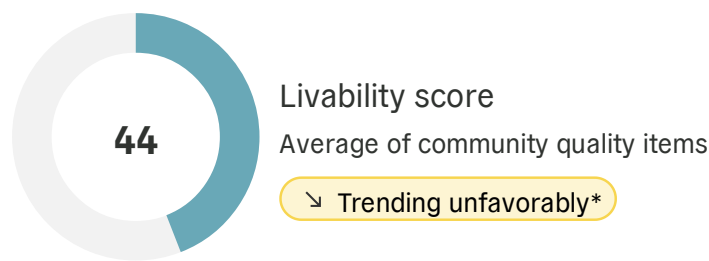 44
Livability score
Average of community quality items
↘ Trending unfavorably*